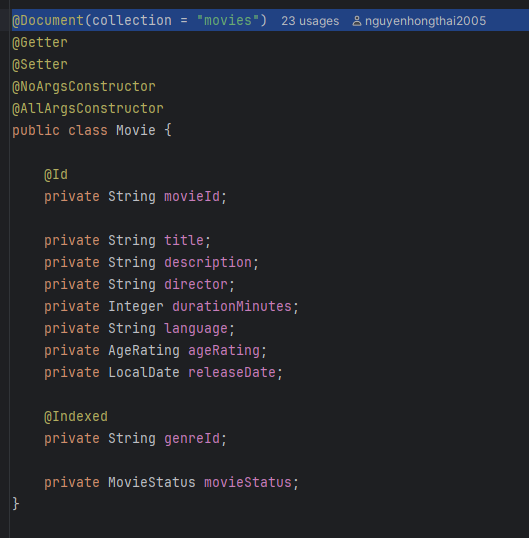 @Document(collection = "movies") 23 usages nguyenhongthai2005
@Getter
@Setter
@NoArgsConstructor
@AllArgsConstructor
public class Movie {
@Id
private String movieId;
private String title;
private String description;
private String director;
private Integer durationMinutes;
private String language;
private AgeRating ageRating;
private LocalDate releaseDate;
@Indexed
private String genreId;
private MovieStatus movieStatus;
}